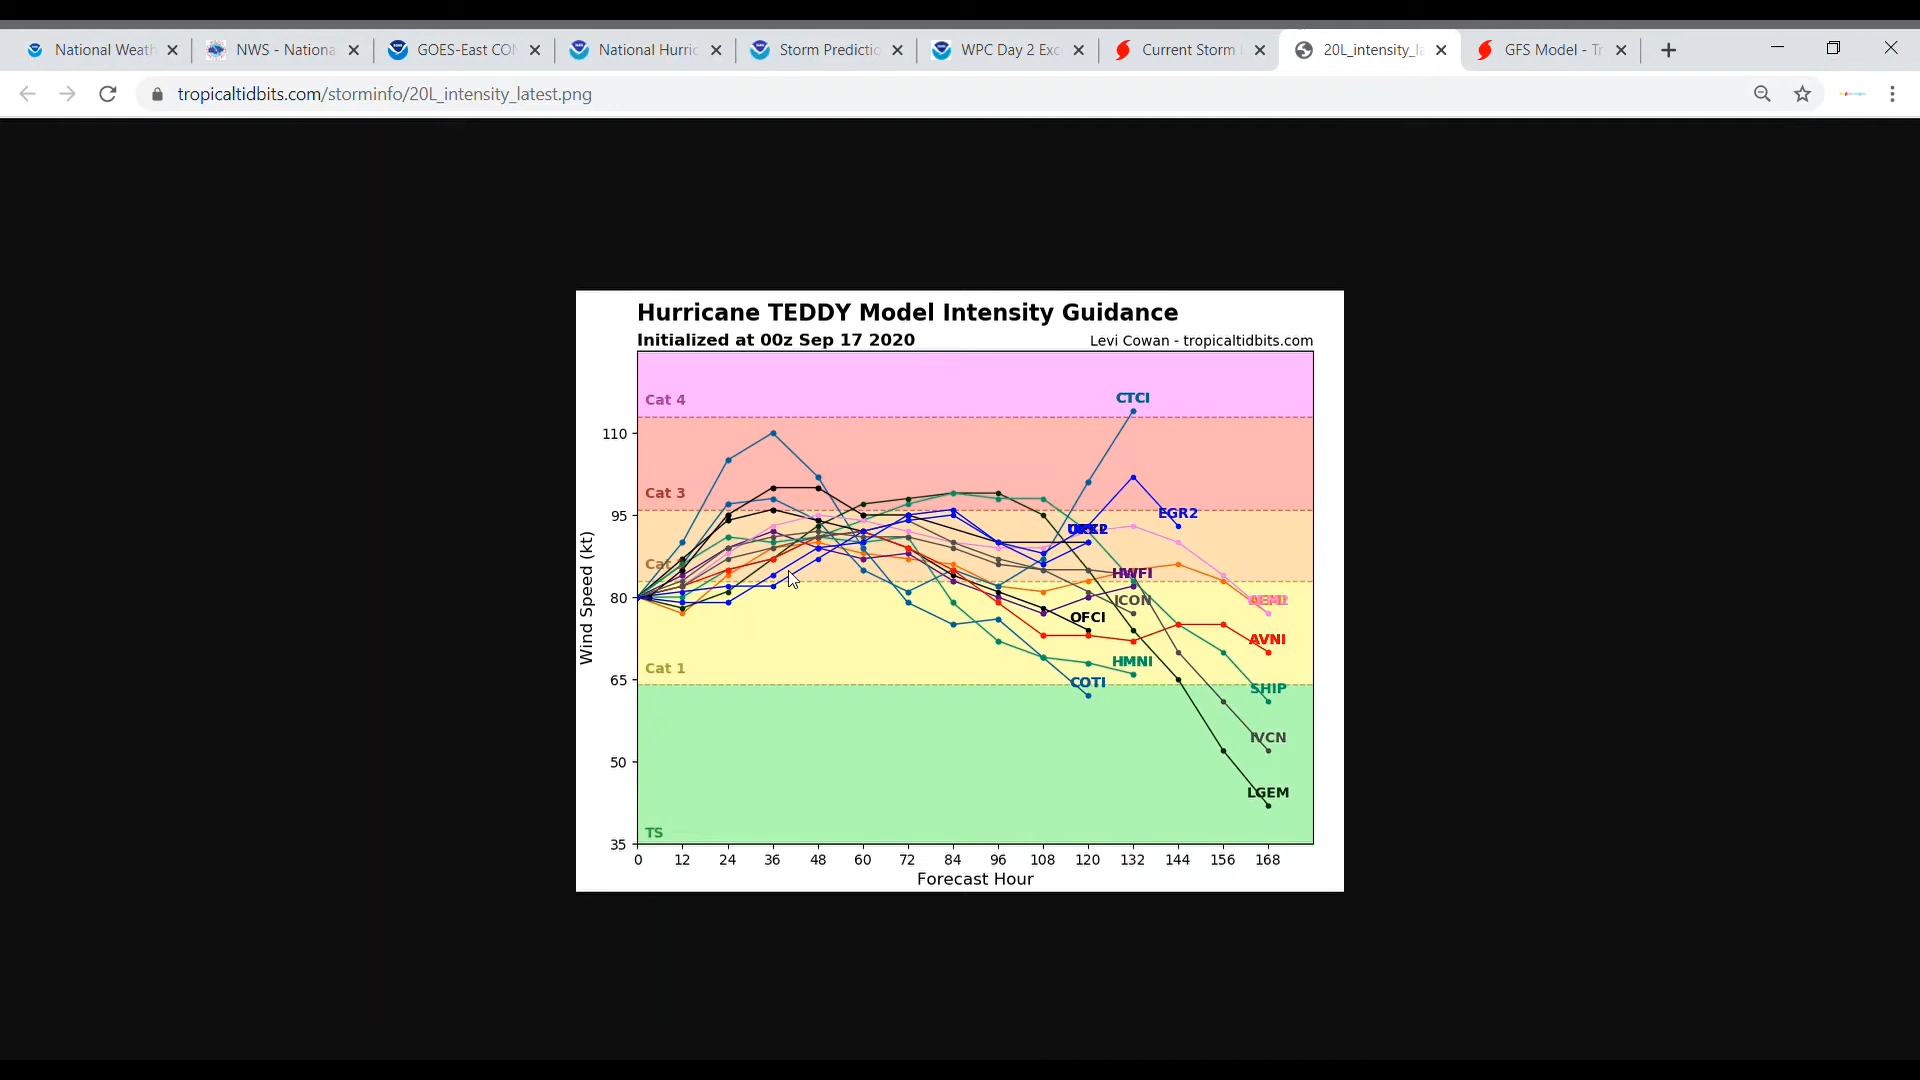 National Weath
NWS - Nationa
GOES-East CON
National Hurric
Storm Predictic
WPC Day 2 Exc
Current Storm
20L_intensity_la
GFS Model - Tr
tropicaltidbits.com/storminfo/20L_intensity_latest.png
Hurricane TEDDY Model Intensity Guidance
Initialized at 00z Sep 17 2020
Levi Cowan - tropicaltidbits.com
Cat 4
CTCI
110
Cat 3
95
EGR2
Cat
HWFI
80
ICON
OFCI
AVNI
HMNI
Cat 1
65
COTI
SHIP
IVCN
50
LGEM
TS
35
0 12 24 36 48 60 72 84 96 108 120 132 144 156 168
Wind Speed (kt)
Forecast Hour